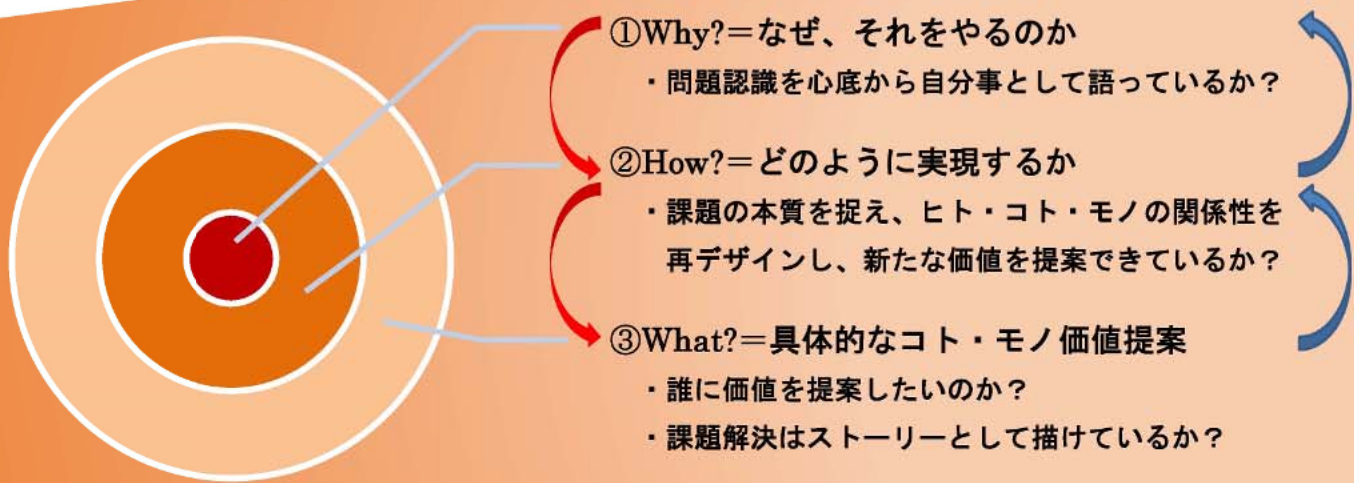 ①Why?＝なぜ、それをやるのか
・問題認識を心底から自分事として語っているか？
②How?＝どのように実現するか
・課題の本質を捉え、ヒト・コト・モノの関係性を
再デザインし、新たな価値を提案できているか？
③What?＝具体的なコト・モノ価値提案
・誰に価値を提案したいのか？
・課題解決はストーリーとして描けているか？